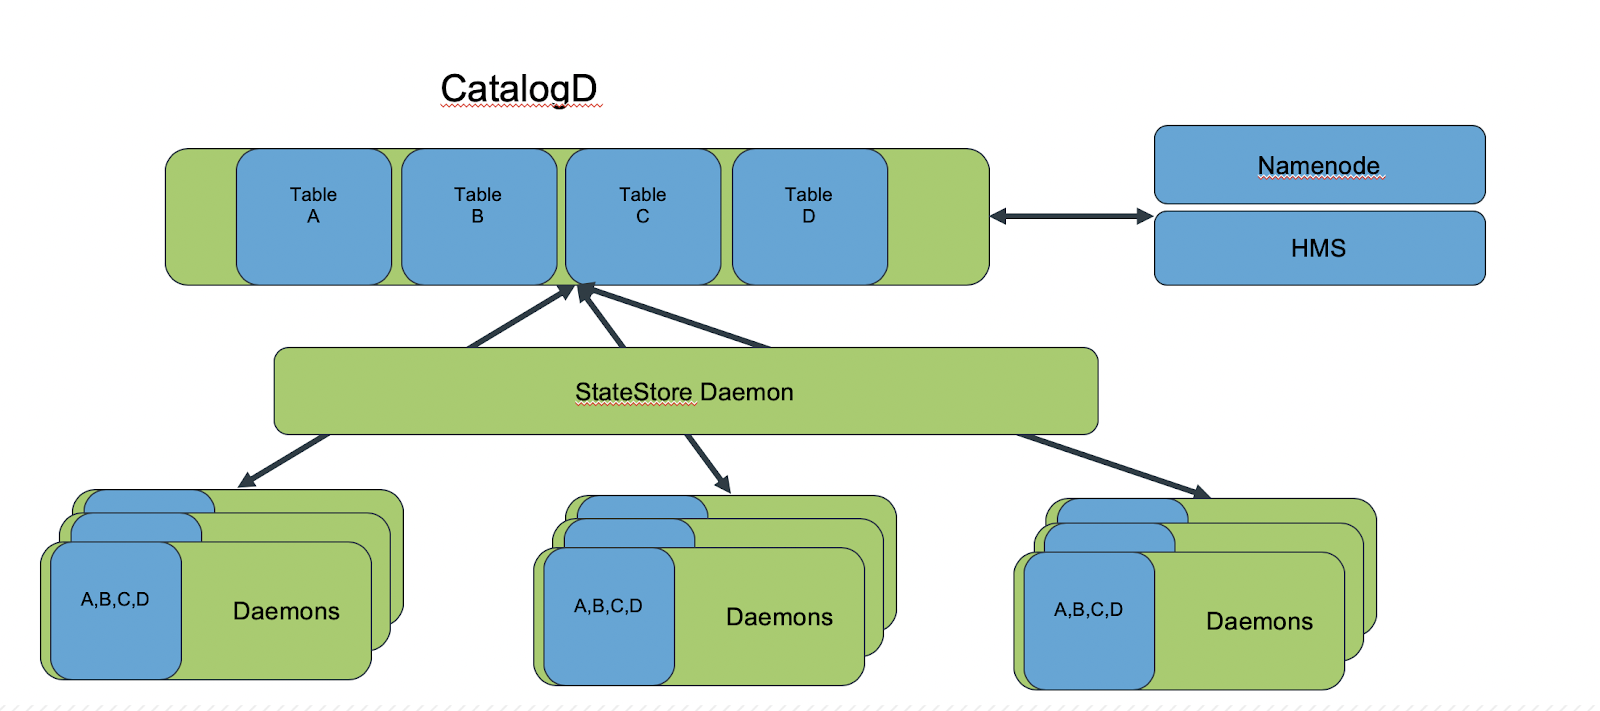 CatalogD
Table
A
Table
B
Table
C
Table
D
Namenode
HMS
StateStore Daemon
A,B,C,D
Daemons
A,B,C,D
Daemons
A,B,C,D
Daemons